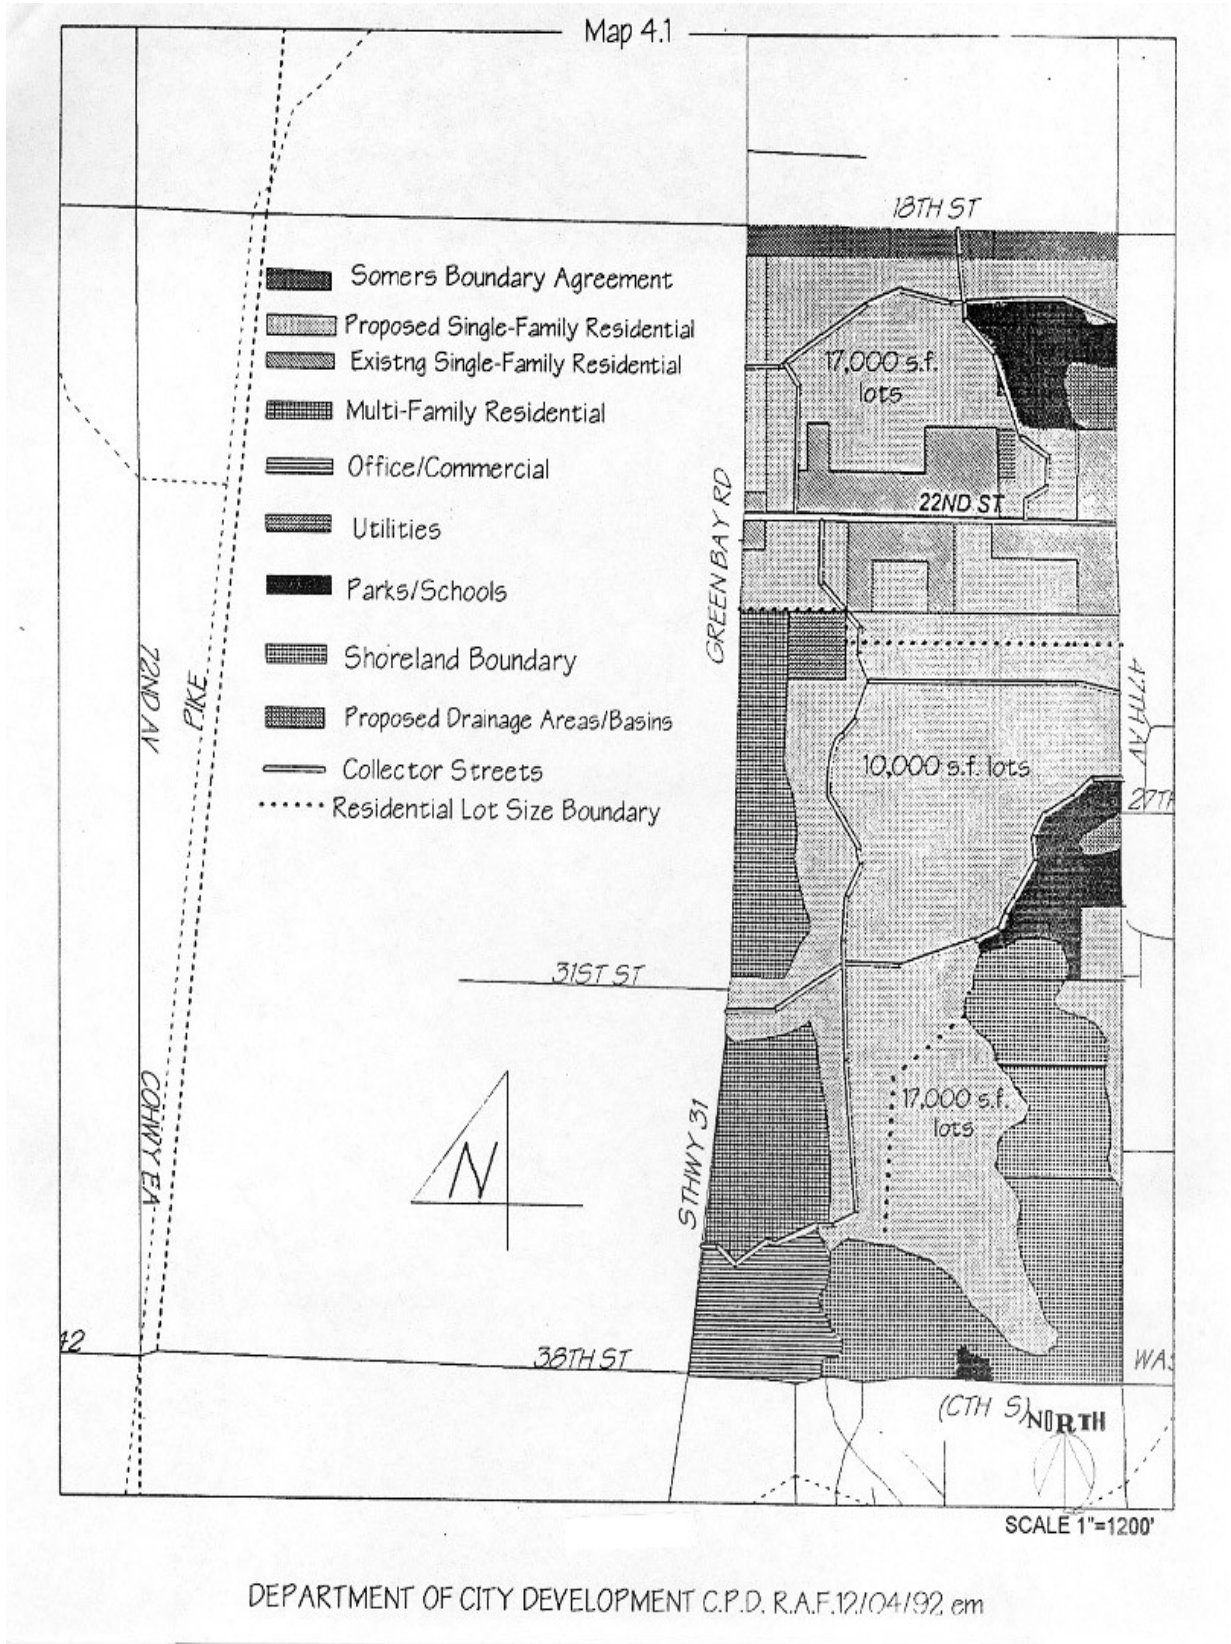 Map 4.1
18TH ST
Somers Boundary Agreement
Proposed Single-Family Residential
Existng Single-Family Residential
Multi-Family Residential
Office/Commercial
Utilities
Parks/Schools
Shoreland Boundary
Proposed Drainage Areas/Basins
Collector Streets
Residential Lot Size Boundary
17,000 s.f.
lots
22ND ST
GREEN BAY RD
72ND AV
PIKE
47TH AV
10,000 s.f. lots
27TH
31ST ST
17,000 s.f.
lots
COHWY EA
N
STHWY 31
42
38TH ST
WAS
(CTH S)
NORTH
SCALE 1"=1200'
DEPARTMENT OF CITY DEVELOPMENT C.P.D. R.A.F.12/04/92 em